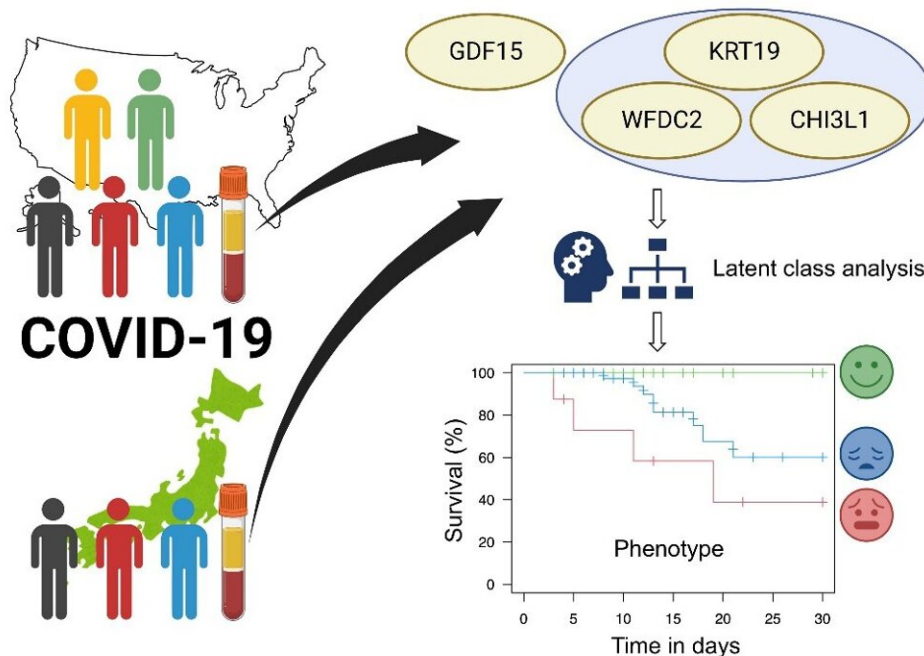 GDF15
KRT19
WFDC2
CHI3L1
COVID-19
Latent class analysis
Survival (%)
100
80
60
40
20
0
Phenotype
0 5 10 15 20 25 30
Time in days